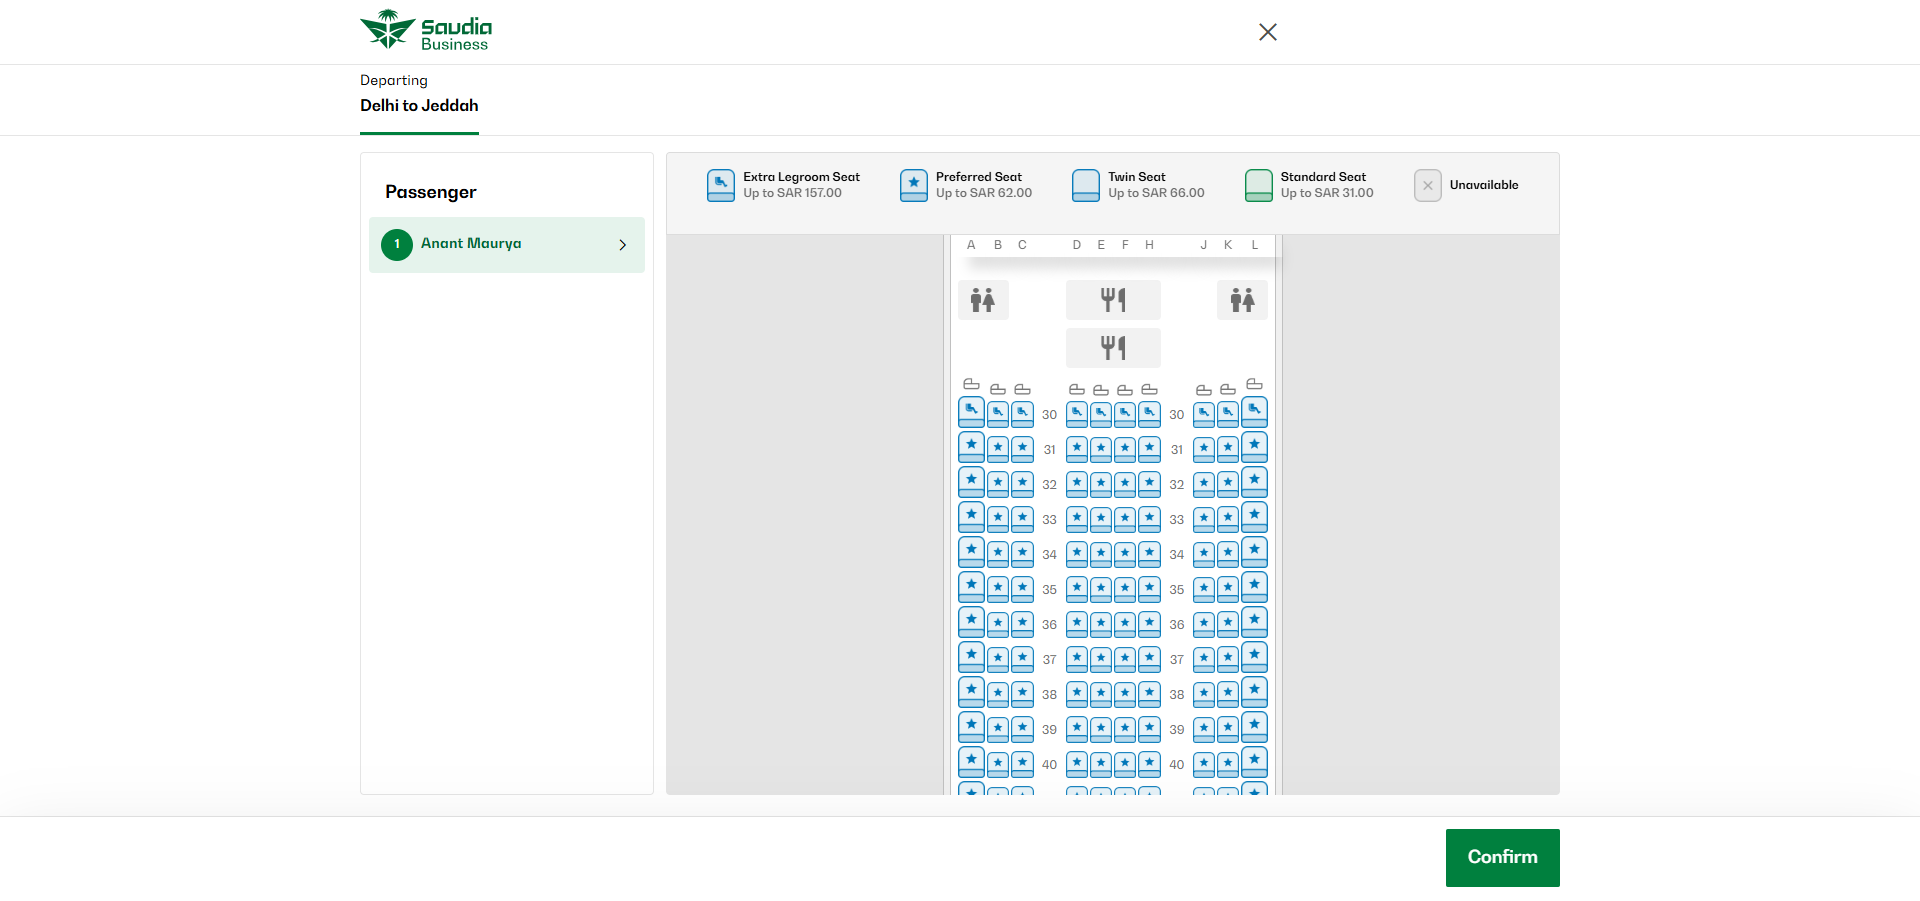 Saudia
Business
Departing
Delhi to Jeddah
Passenger
1 Anant Maurya
Extra Legroom Seat
Up to SAR 157.00
Preferred Seat
Up to SAR 62.00
Twin Seat
Up to SAR 66.00
Standard Seat
Up to SAR 31.00
Unavailable
A B C D E F H J K L
30 30
31 31
32 32
33 33
34 34
35 35
36 36
37 37
38 38
39 39
40 40
Confirm